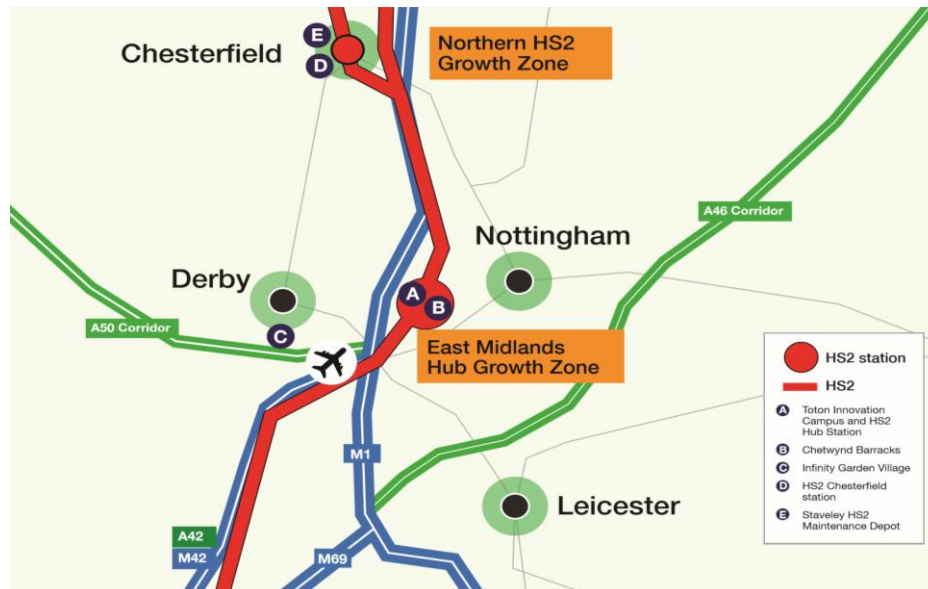 E
Chesterfield
D
Northern HS2
Growth Zone
A46 Corridor
Nottingham
Derby
A
B
C
A50 Corridor
East Midlands
Hub Growth Zone
M1
Leicester
A42
M42
M69
HS2 station
HS2
A Toton Innovation
Campus and HS2
Hub Station
B Chetwynd Barracks
C Infinity Garden Village
D HS2 Chesterfield
station
E Staveley HS2
Maintenance Depot